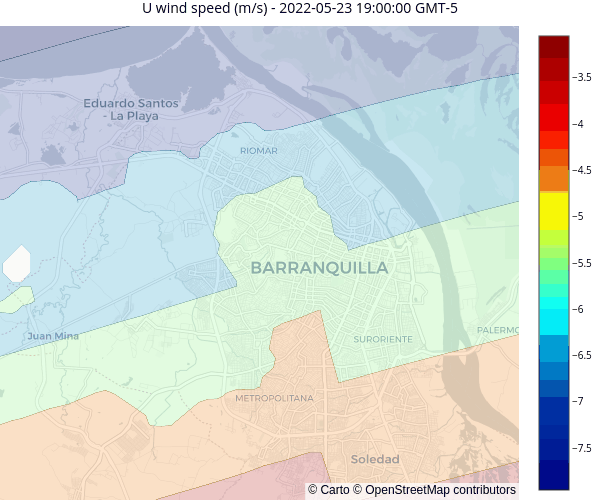 U wind speed (m/s) - 2022-05-23 19:00:00 GMT-5
Eduardo Santos
- La Playa
RIOMAR
BARRANQUILLA
Juan Mina
SURORIENTE
PALERMO
METROPOLITANA
Soledad
© Carto © OpenStreetMap contributors
−3.5
−4
−4.5
−5
−5.5
−6
−6.5
−7
−7.5